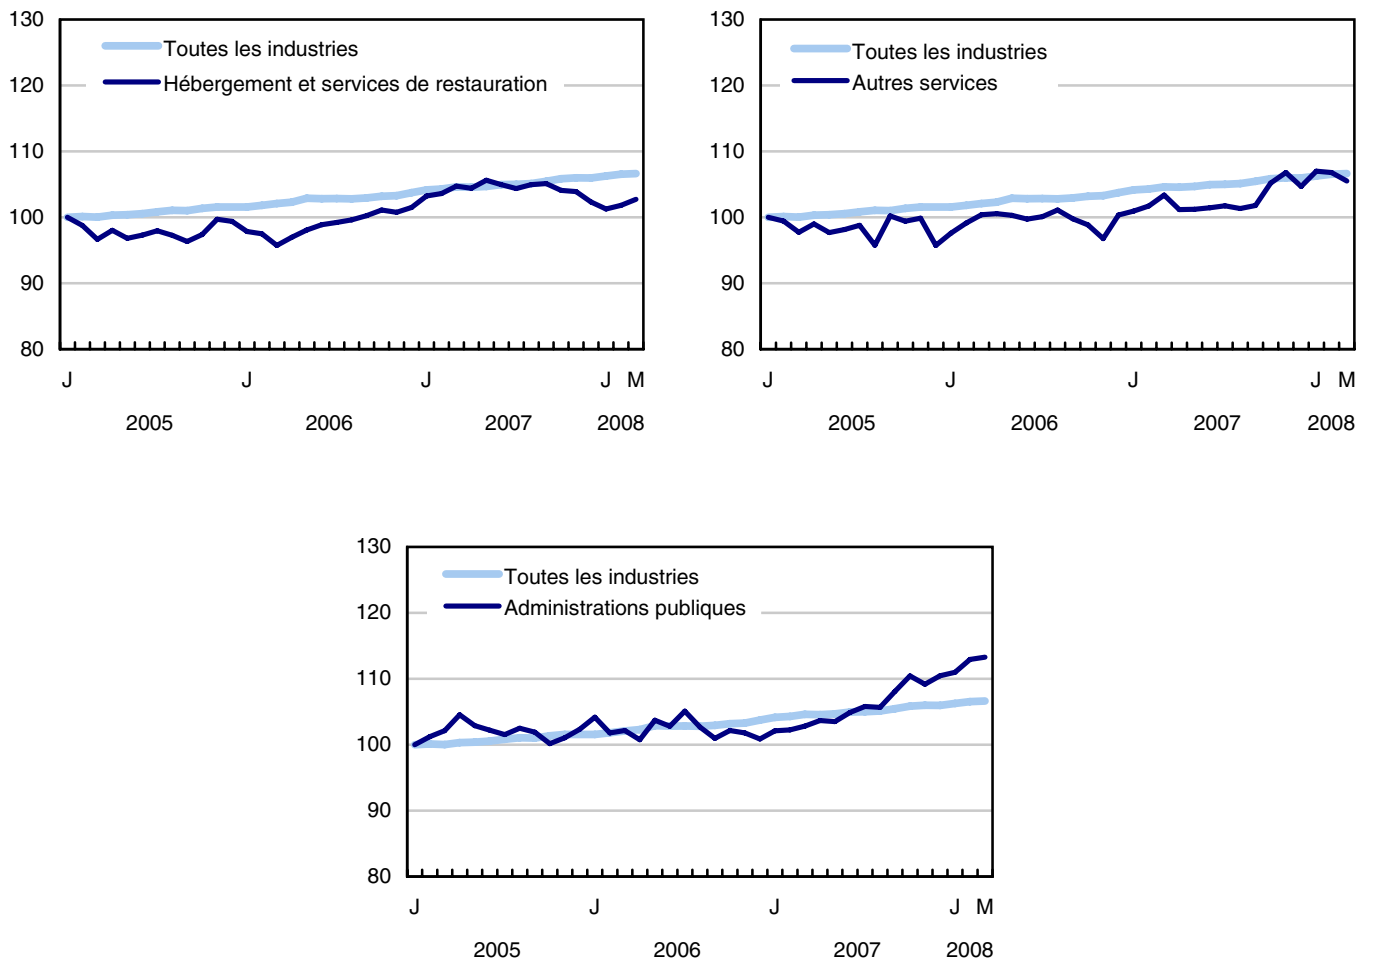 130
120
110
100
90
80
Toutes les industries
Hébergement et services de restauration
J J J J M
2005 2006 2007 2008
130
120
110
100
90
80
Toutes les industries
Autres services
J J J J M
2005 2006 2007 2008
130
120
110
100
90
80
Toutes les industries
Administrations publiques
J J J J M
2005 2006 2007 2008